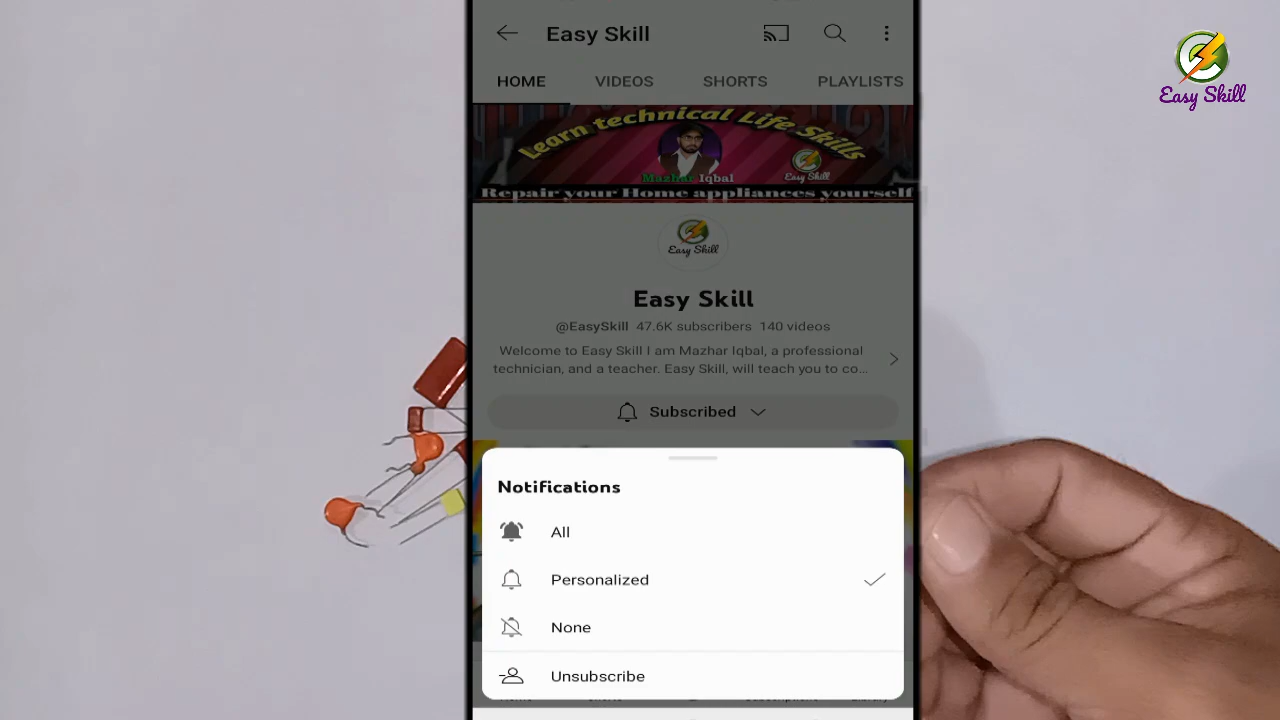 Easy Skill
HOME VIDEOS SHORTS PLAYLISTS
Learn technical Life Skills
Mazhar Iqbal
Easy Skill
Repair your Home appliances yourself
Easy Skill
Easy Skill
@EasySkill 47.6K subscribers 140 videos
Welcome to Easy Skill I am Mazhar Iqbal, a professional
technician, and a teacher. Easy Skill, will teach you to co...
Subscribed
Notifications
All
Personalized
None
Unsubscribe
Easy Skill